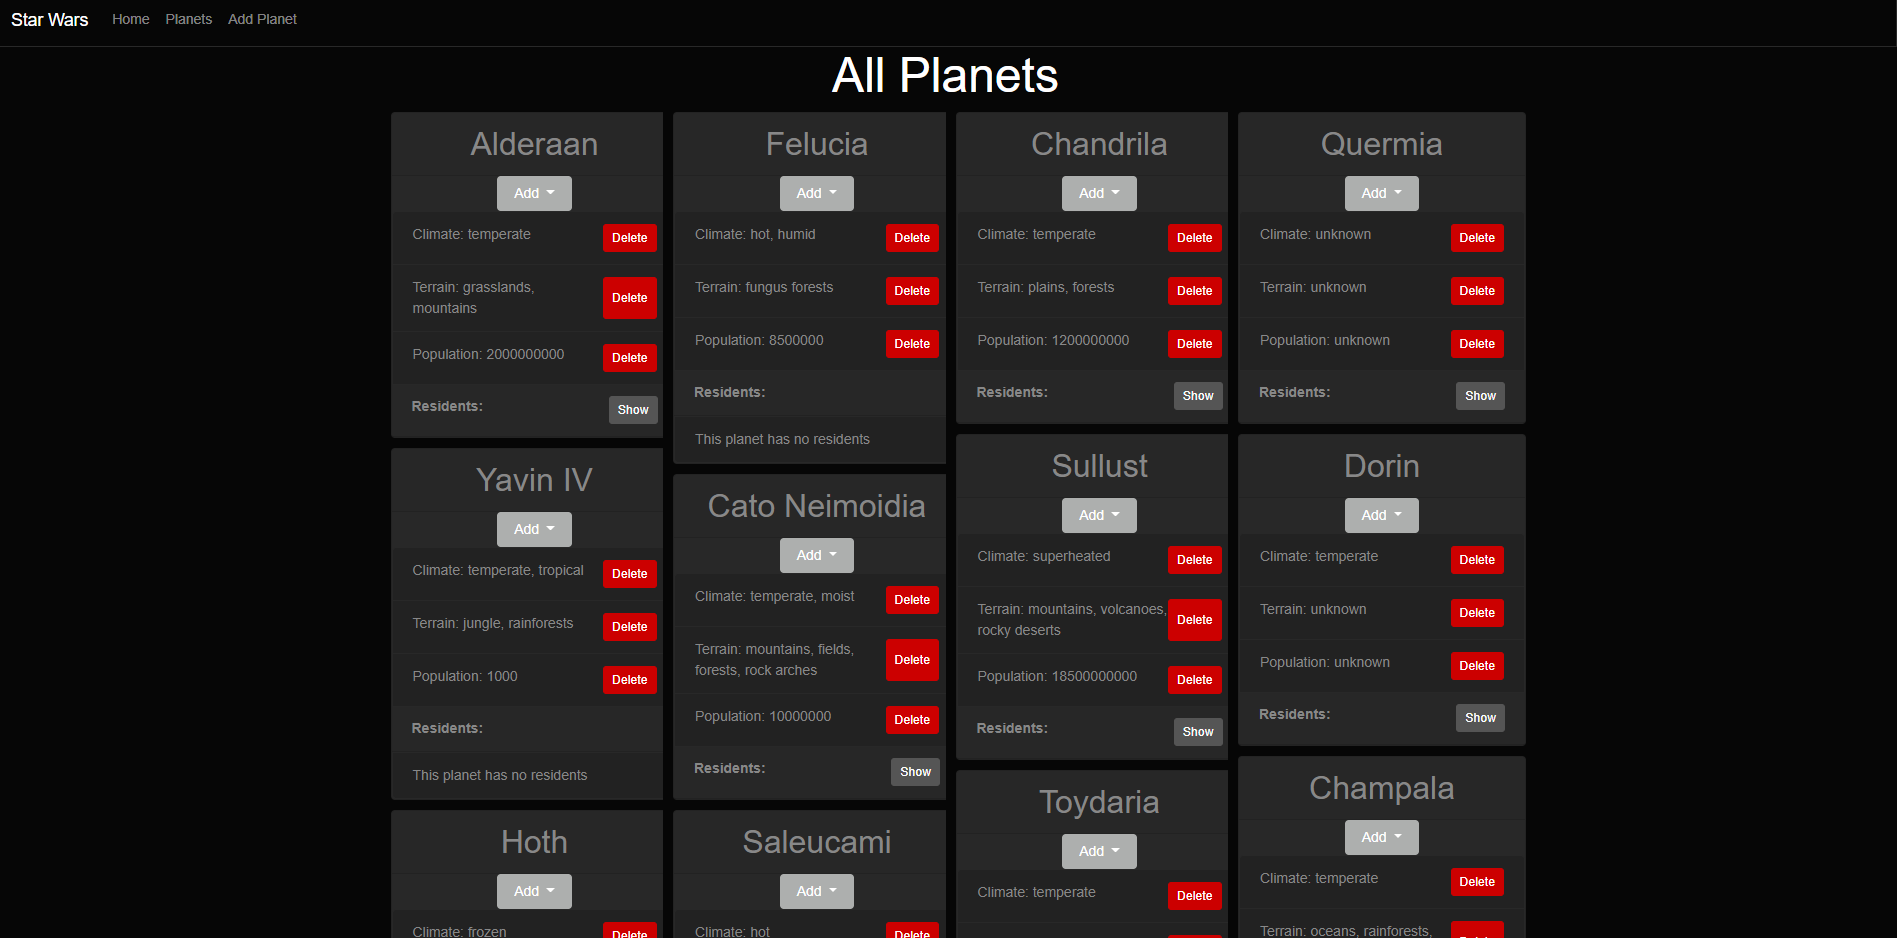 Star Wars Home Planets Add Planet
All Planets
Alderaan
Add
Climate: temperate Delete
Terrain: grasslands,
mountains Delete
Population: 2000000000 Delete
Residents: Show
Yavin IV
Add
Climate: temperate, tropical Delete
Terrain: jungle, rainforests Delete
Population: 1000 Delete
Residents:
This planet has no residents
Hoth
Add
Climate: frozen Delete
Felucia
Add
Climate: hot, humid Delete
Terrain: fungus forests Delete
Population: 8500000 Delete
Residents:
This planet has no residents
Cato Neimoidia
Add
Climate: temperate, moist Delete
Terrain: mountains, fields,
forests, rock arches Delete
Population: 10000000 Delete
Residents: Show
Saleucami
Add
Climate: hot Delete
Chandrila
Add
Climate: temperate Delete
Terrain: plains, forests Delete
Population: 1200000000 Delete
Residents: Show
Sullust
Add
Climate: superheated Delete
Terrain: mountains, volcanoes,
rocky deserts Delete
Population: 18500000000 Delete
Residents: Show
Toydaria
Add
Climate: temperate Delete
Quermia
Add
Climate: unknown Delete
Terrain: unknown Delete
Population: unknown Delete
Residents: Show
Dorin
Add
Climate: temperate Delete
Terrain: unknown Delete
Population: unknown Delete
Residents: Show
Champala
Add
Climate: temperate Delete
Terrain: oceans, rainforests,